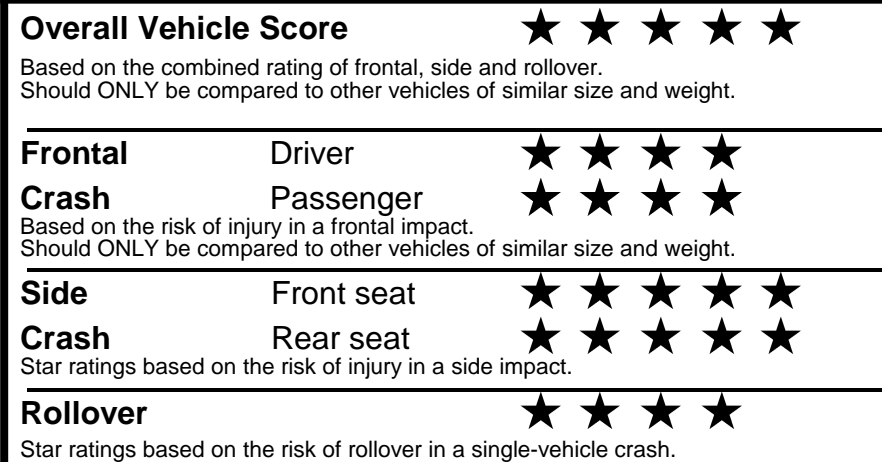 Overall Vehicle Score ★ ★ ★ ★ ★
Based on the combined rating of frontal, side and rollover.
Should ONLY be compared to other vehicles of similar size and weight.
Frontal Driver ★ ★ ★ ★
Crash Passenger ★ ★ ★ ★
Based on the risk of injury in a frontal impact.
Should ONLY be compared to other vehicles of similar size and weight.
Side Front seat ★ ★ ★ ★ ★
Crash Rear seat ★ ★ ★ ★ ★
Star ratings based on the risk of injury in a side impact.
Rollover ★ ★ ★ ★
Star ratings based on the risk of rollover in a single-vehicle crash.